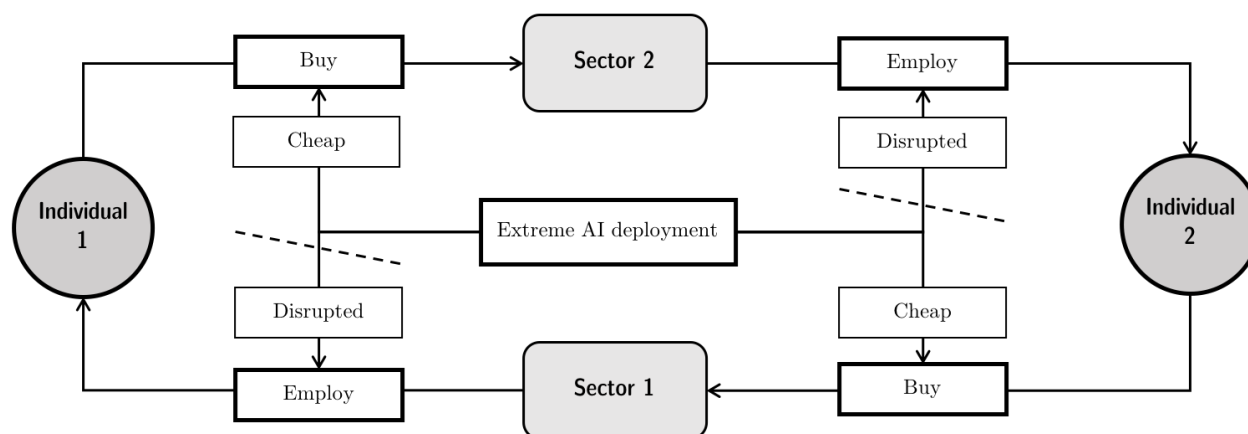 Buy
Sector 2
Employ
Cheap
Disrupted
Individual
1
Extreme AI deployment
Individual
2
Disrupted
Cheap
Employ
Sector 1
Buy